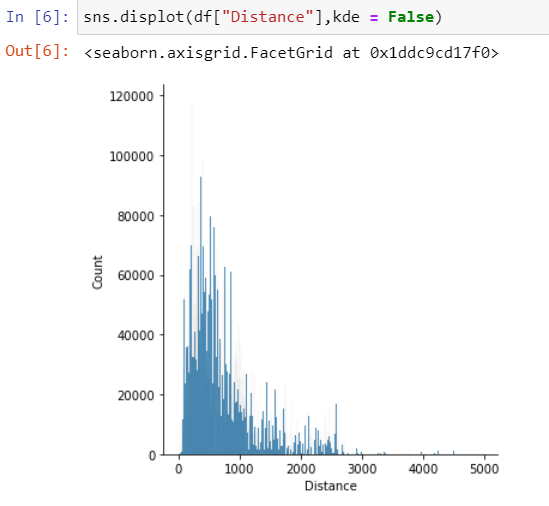 In [6]: sns.displot(df["Distance"],kde = False)
Out[6]: <seaborn.axisgrid.FacetGrid at 0x1ddc9cd17f0>
120000
100000
80000
60000
40000
20000
0
Count
0 1000 2000 3000 4000 5000
Distance